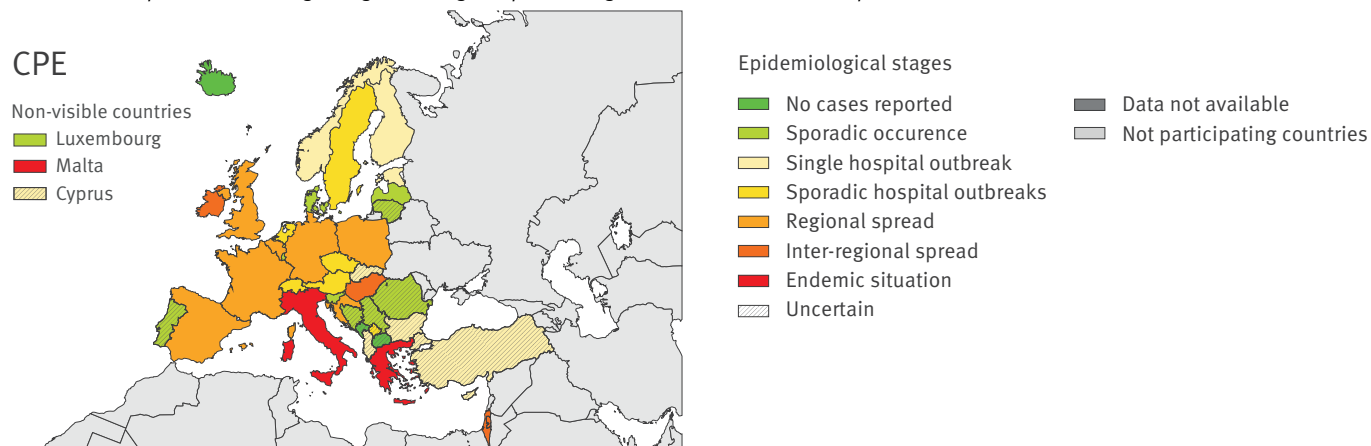 CPE
Non-visible countries
Luxembourg
Malta
Cyprus
Epidemiological stages
No cases reported
Sporadic occurence
Single hospital outbreak
Sporadic hospital outbreaks
Regional spread
Inter-regional spread
Endemic situation
Uncertain
Data not available
Not participating countries